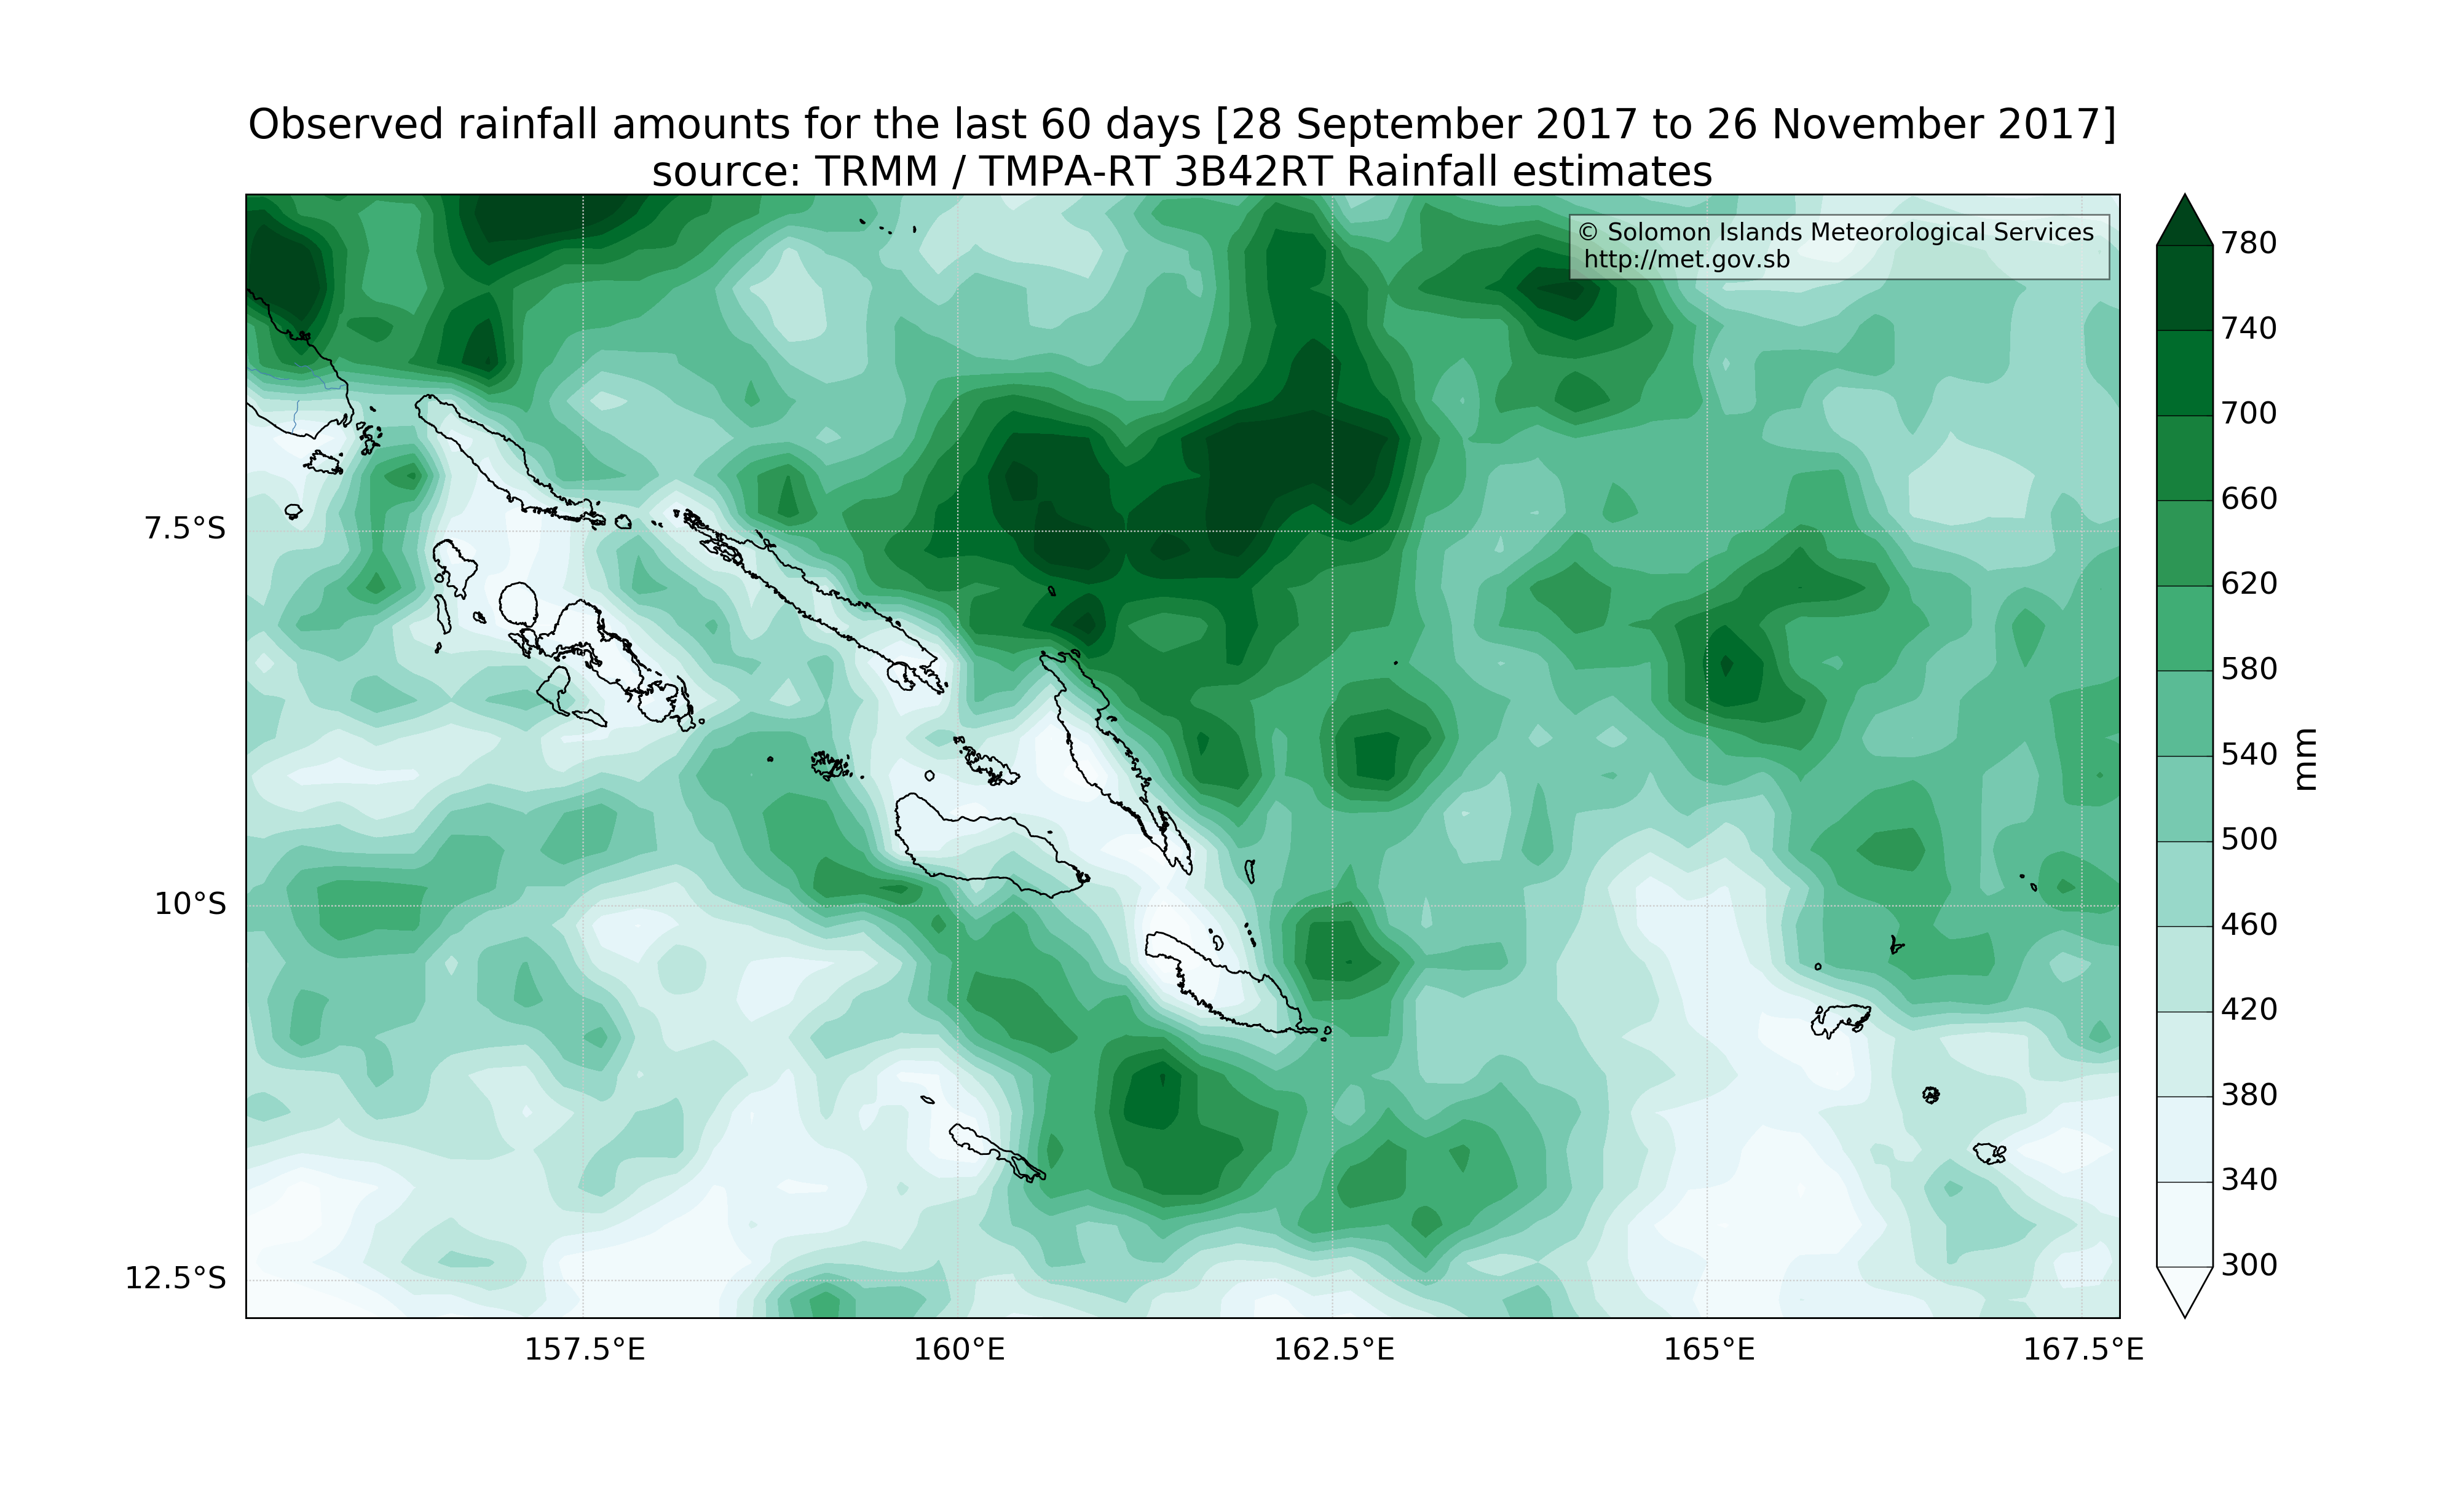 Observed rainfall amounts for the last 60 days [28 September 2017 to 26 November 2017]
source: TRMM / TMPA-RT 3B42RT Rainfall estimates
© Solomon Islands Meteorological Services
http://met.gov.sb
7.5°S
10°S
12.5°S
157.5°E
160°E
162.5°E
165°E
167.5°E
780
740
700
660
620
580
540
500
460
420
380
340
300
mm